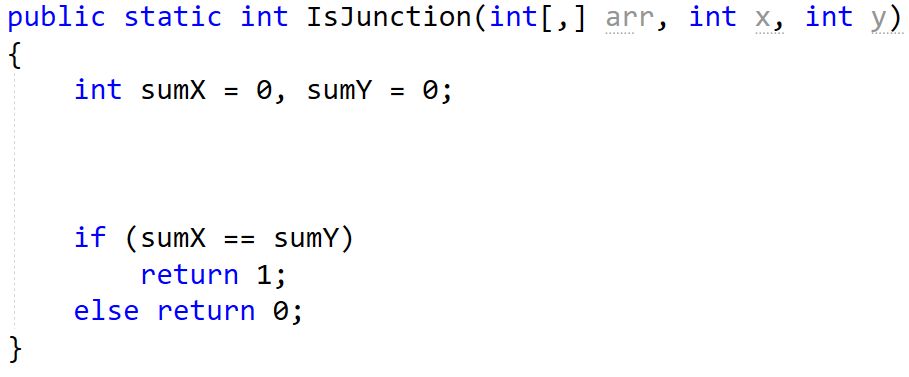 public static int IsJunction(int[,] arr, int x, int y)
{
int sumX = 0, sumY = 0;
if (sumX == sumY)
return 1;
else return 0;
}